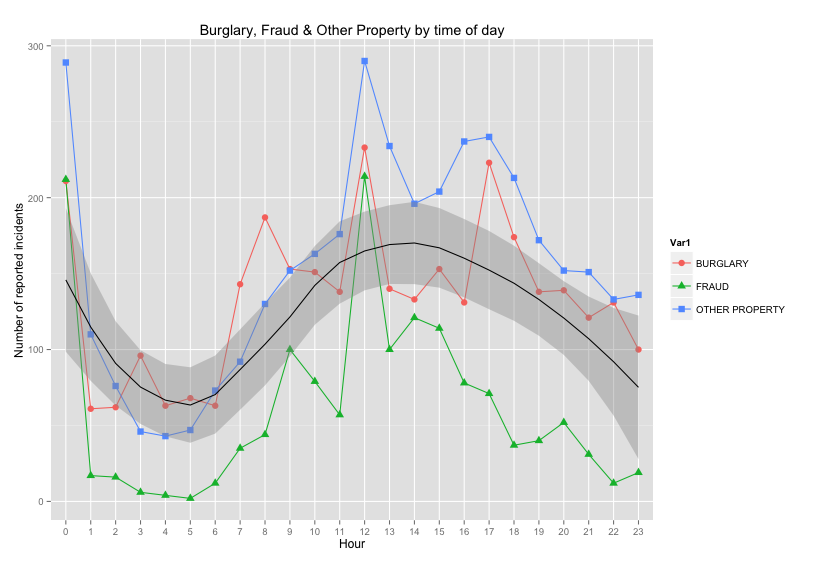 Burglary, Fraud & Other Property by time of day
Number of reported incidents
300
200
100
0
0 1 2 3 4 5 6 7 8 9 10 11 12 13 14 15 16 17 18 19 20 21 22 23
Hour
Var1
BURGLARY
FRAUD
OTHER PROPERTY